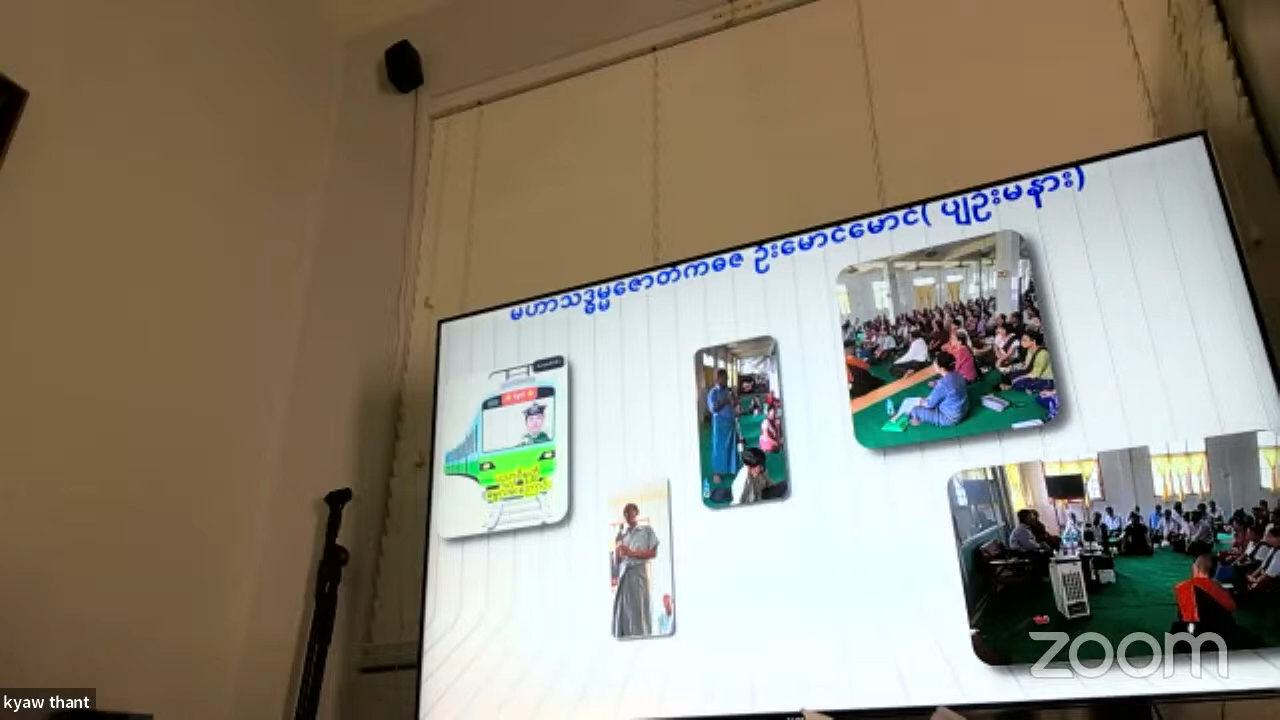 မဟာသဒ္ဓမ္မဇောတိကဓဇ ဦးမောင်မောင်( ပျဉ်းမနား)
zoom
kyaw thant